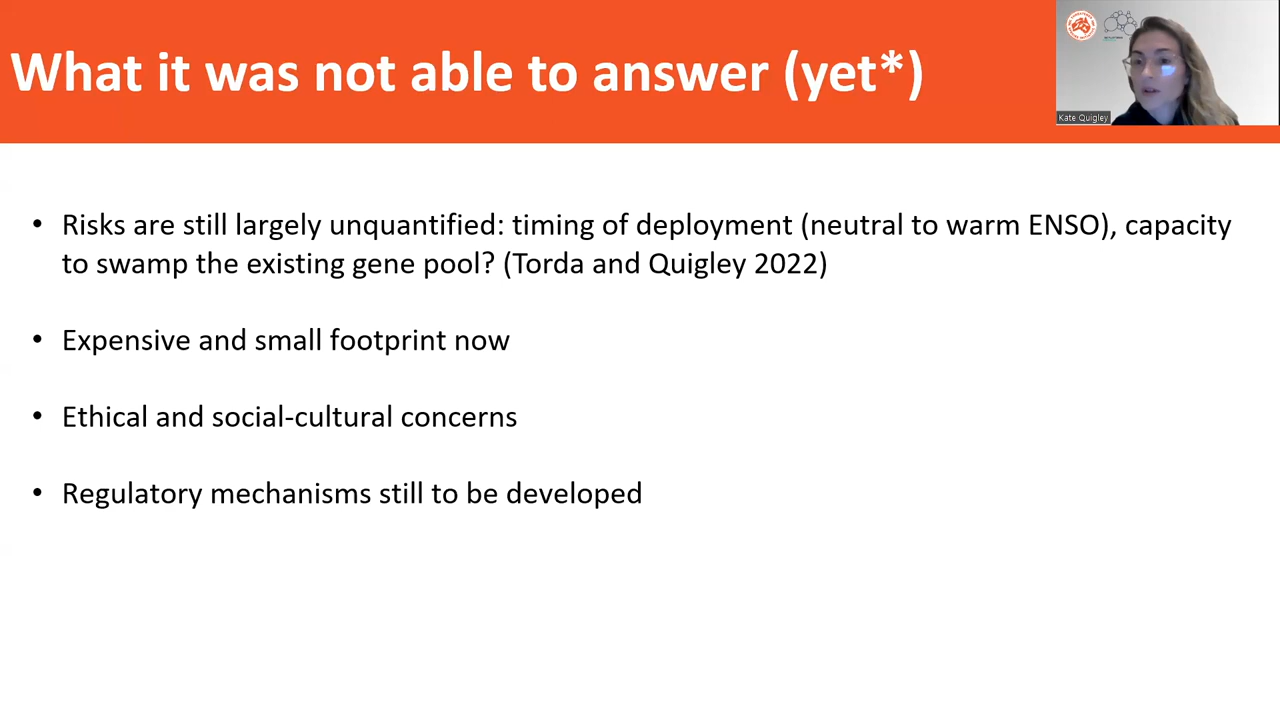 What it was not able to answer (yet*)
Kate Quigley
• Risks are still largely unquantified: timing of deployment (neutral to warm ENSO), capacity
to swamp the existing gene pool? (Torda and Quigley 2022)
• Expensive and small footprint now
• Ethical and social-cultural concerns
• Regulatory mechanisms still to be developed